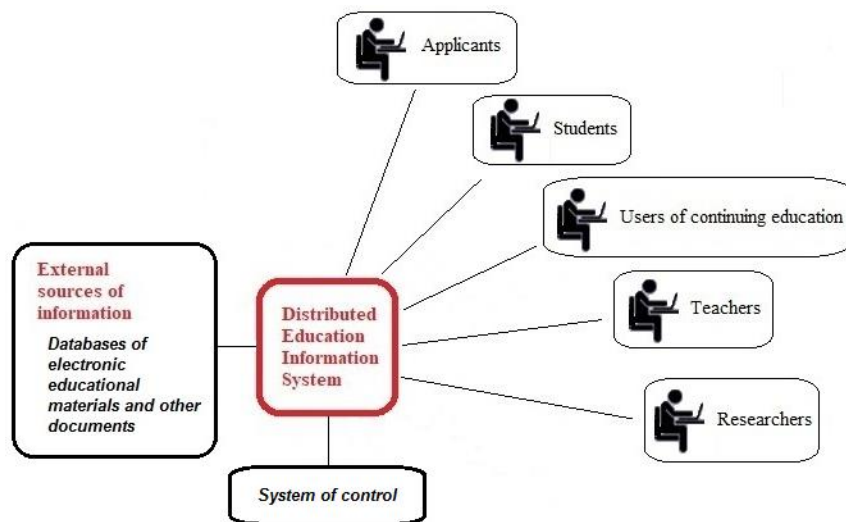 Applicants
Students
Users of continuing education
External
sources of
information
Databases of
electronic
educational
materials and other
documents
Distributed
Education
Information
System
Teachers
Researchers
System of control